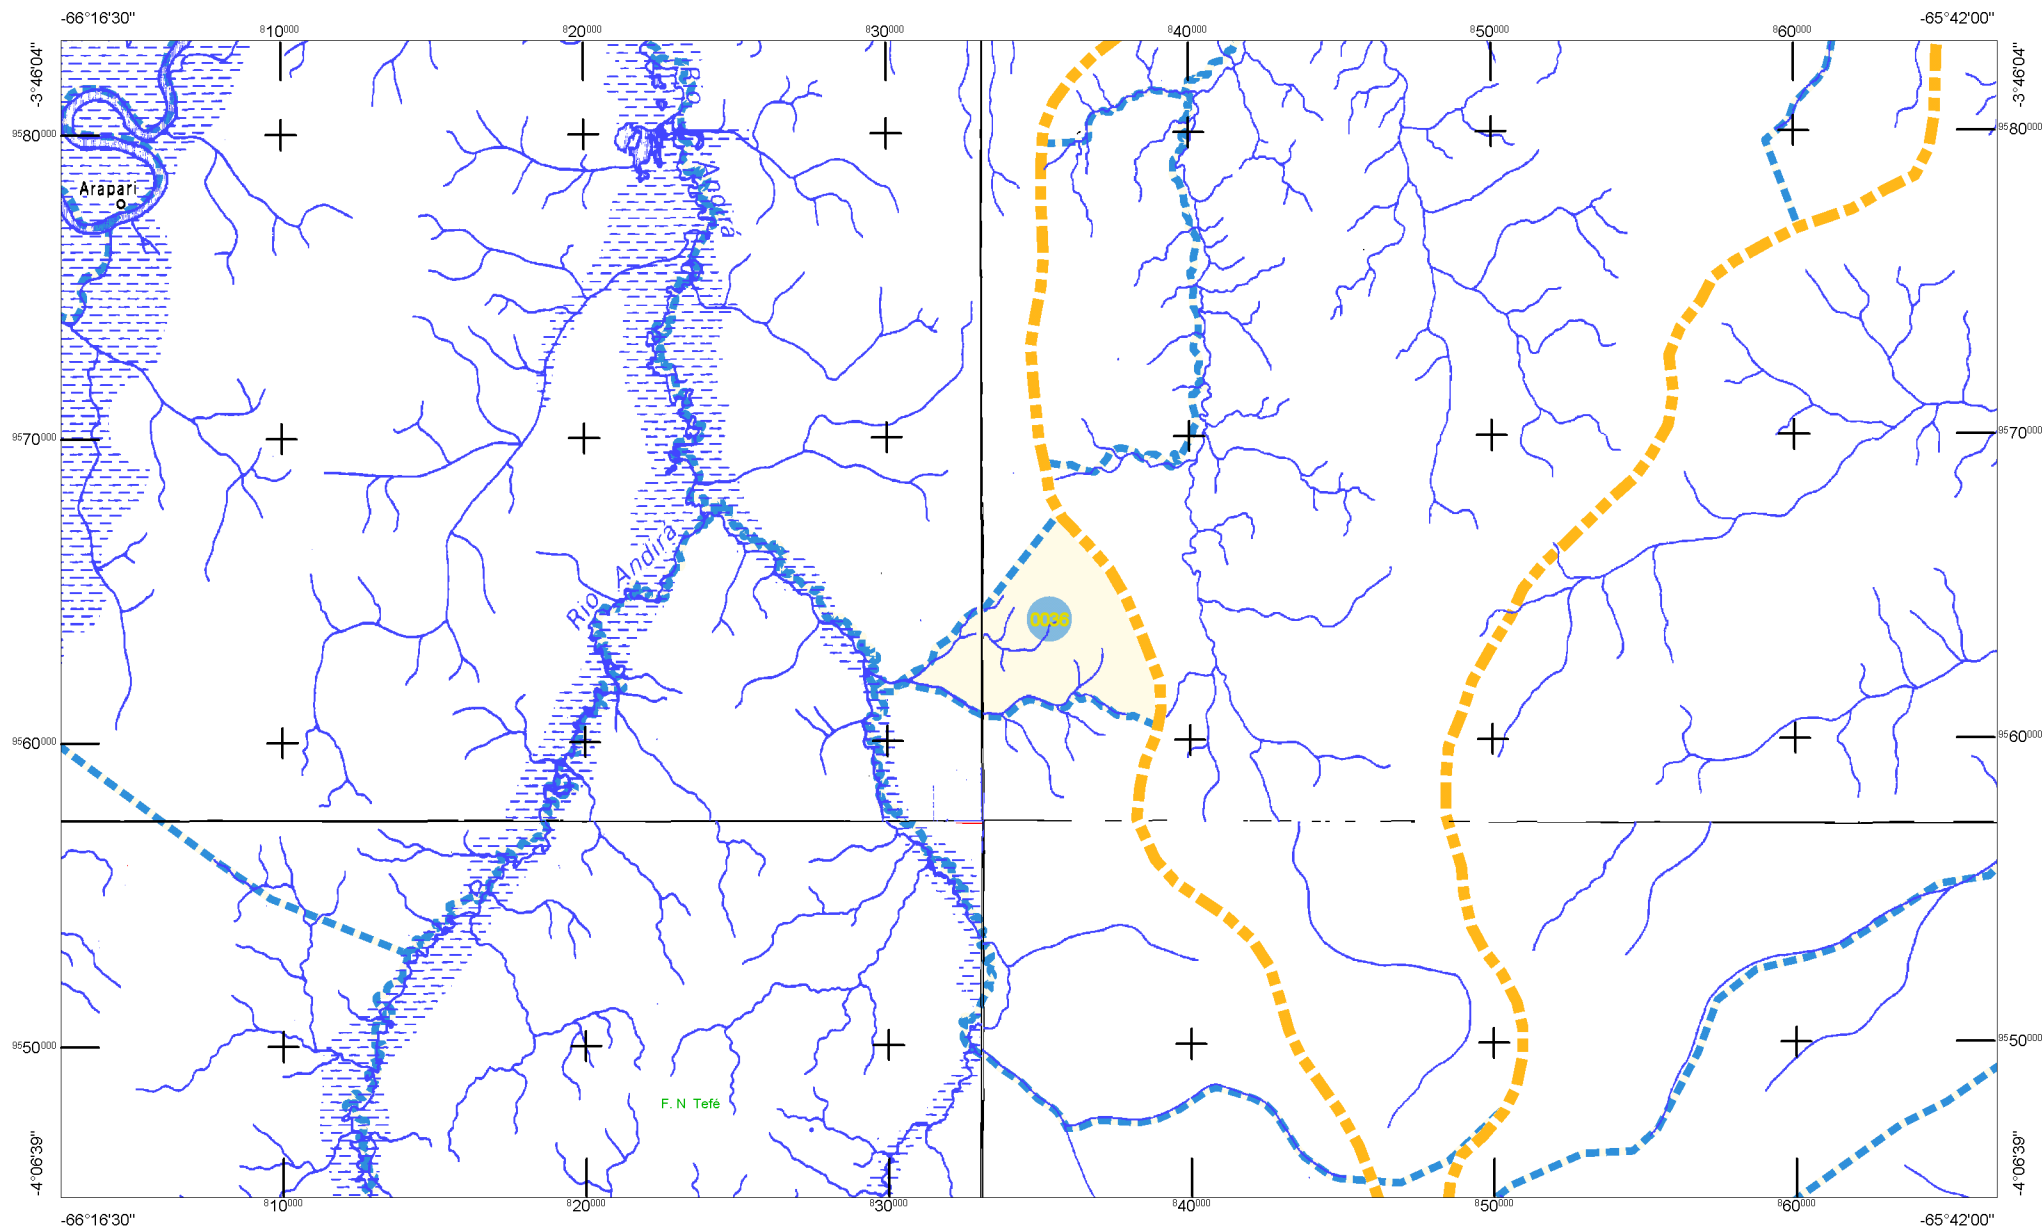 -66°16'30" -65°42'00"
810000 820000 830000 840000 850000 860000
-3°46'04" -3°46'04"
9580000 9580000
Rio Andirá
Arapari
9570000 9570000
Rio Andirá
0036
9560000 9560000
9550000 9550000
F. N Tefé
-4°06'39" -4°06'39"
810000 820000 830000 840000 850000 860000
-66°16'30" -65°42'00"